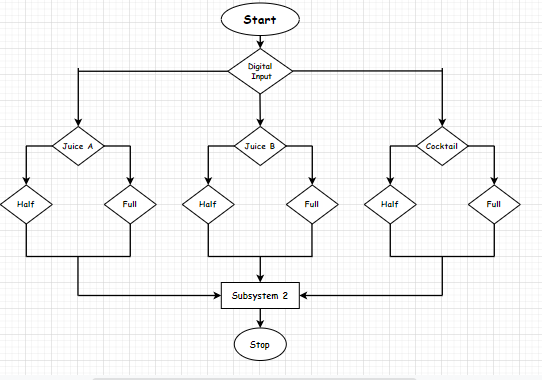 Start
Digital
Input
Juice A
Juice B
Cocktail
Half
Full
Half
Full
Half
Full
Subsystem 2
Stop